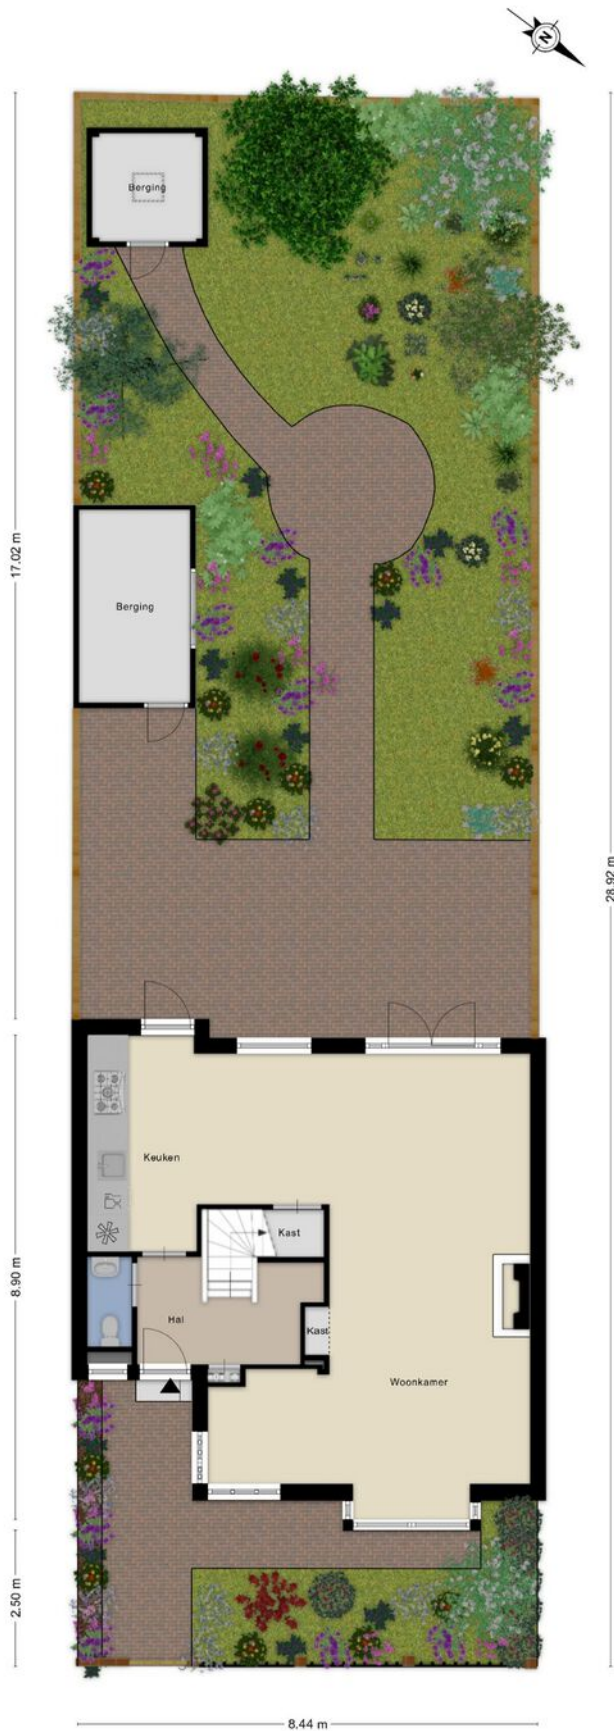 N
Berging
17.02 m
Berging
28.92 m
Keuken
Kast
8.90 m
Hal
Kast
Woonkamer
2.50 m
8.44 m